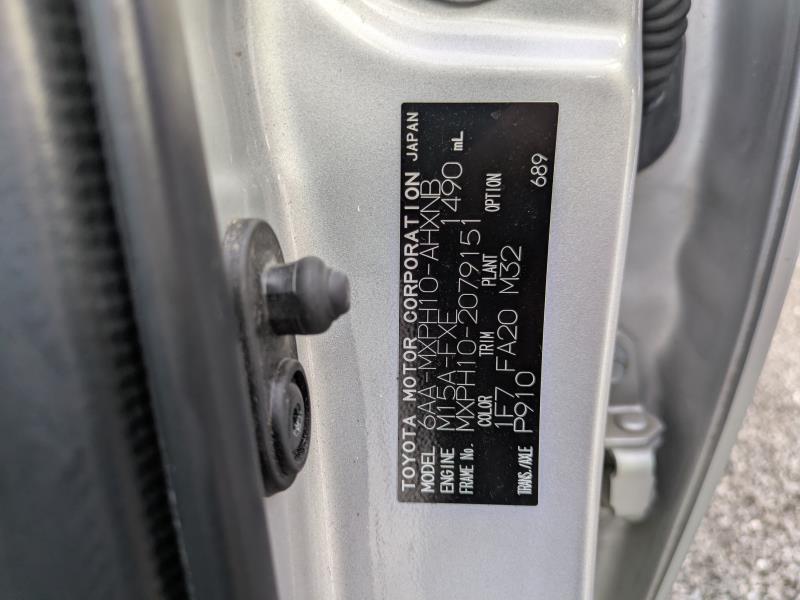 TOYOTA MOTOR CORPORATION JAPAN
MODEL 6AA-MXPH10-AHXNB
ENGINE M15A-FXE 1490 mL
FRAME No. MXPH10-2079151
COLOR TRIM PLANT OPTION
1F7 FA20 M32
TRANS./AXLE P910 689